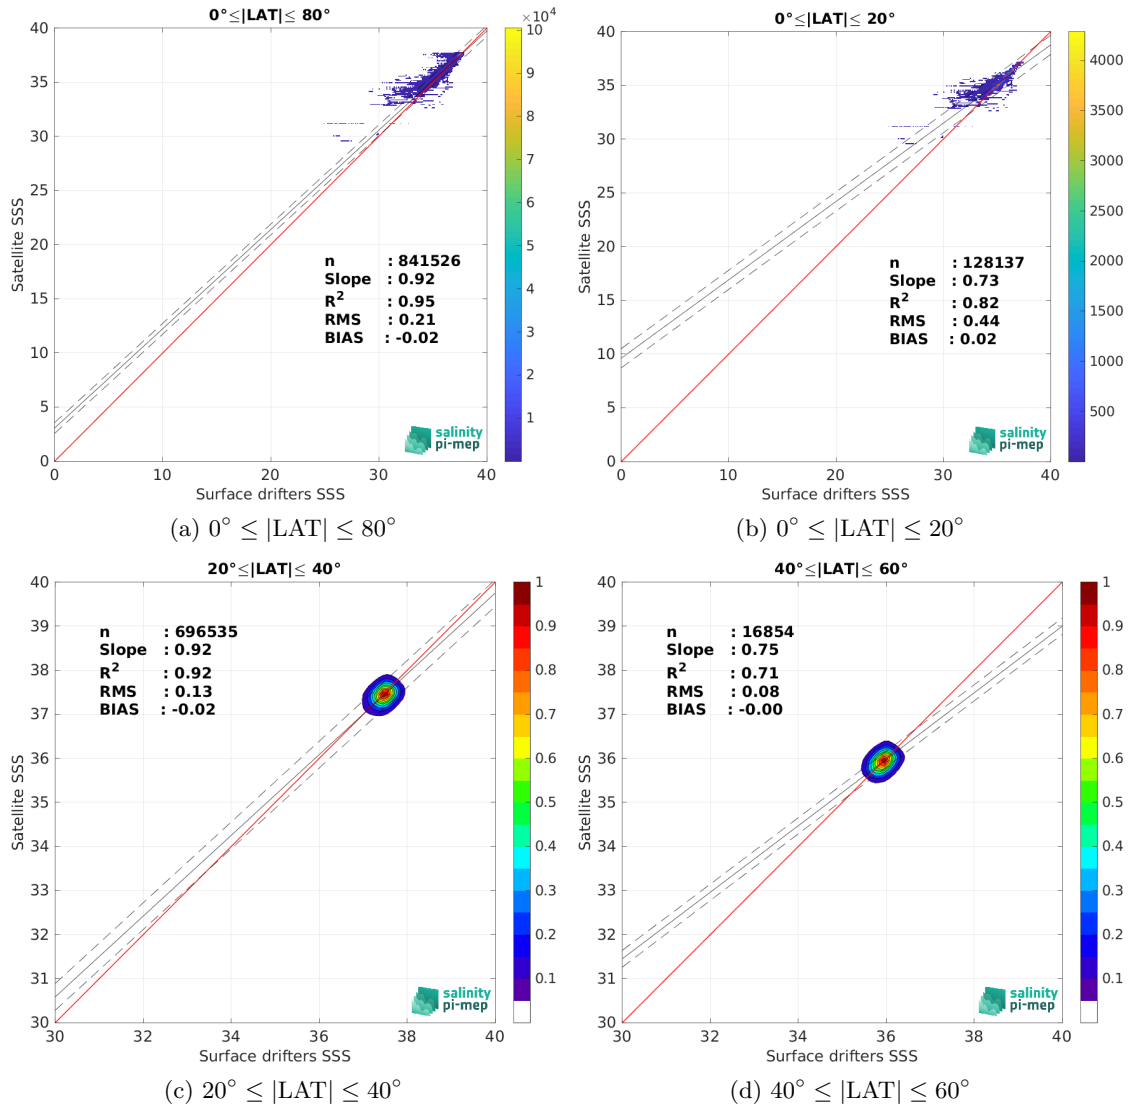 0°≤|LAT|≤ 80°
×10⁴
Satellite SSS
40
35
30
25
20
15
10
5
0
0
10
20
30
40
Surface drifters SSS
n : 841526
Slope : 0.92
R² : 0.95
RMS : 0.21
BIAS : -0.02
salinity
pi-mep
10
9
8
7
6
5
4
3
2
1
(a) 0° ≤ |LAT| ≤ 80°
0°≤|LAT|≤ 20°
Satellite SSS
40
35
30
25
20
15
10
5
0
0
10
20
30
40
Surface drifters SSS
n : 128137
Slope : 0.73
R² : 0.82
RMS : 0.44
BIAS : 0.02
salinity
pi-mep
4000
3500
3000
2500
2000
1500
1000
500
(b) 0° ≤ |LAT| ≤ 20°
20°≤|LAT|≤ 40°
Satellite SSS
40
39
38
37
36
35
34
33
32
31
30
30
32
34
36
38
40
Surface drifters SSS
n : 696535
Slope : 0.92
R² : 0.92
RMS : 0.13
BIAS : -0.02
salinity
pi-mep
1
0.9
0.8
0.7
0.6
0.5
0.4
0.3
0.2
0.1
(c) 20° ≤ |LAT| ≤ 40°
40°≤|LAT|≤ 60°
Satellite SSS
40
39
38
37
36
35
34
33
32
31
30
30
32
34
36
38
40
Surface drifters SSS
n : 16854
Slope : 0.75
R² : 0.71
RMS : 0.08
BIAS : -0.00
salinity
pi-mep
1
0.9
0.8
0.7
0.6
0.5
0.4
0.3
0.2
0.1
(d) 40° ≤ |LAT| ≤ 60°